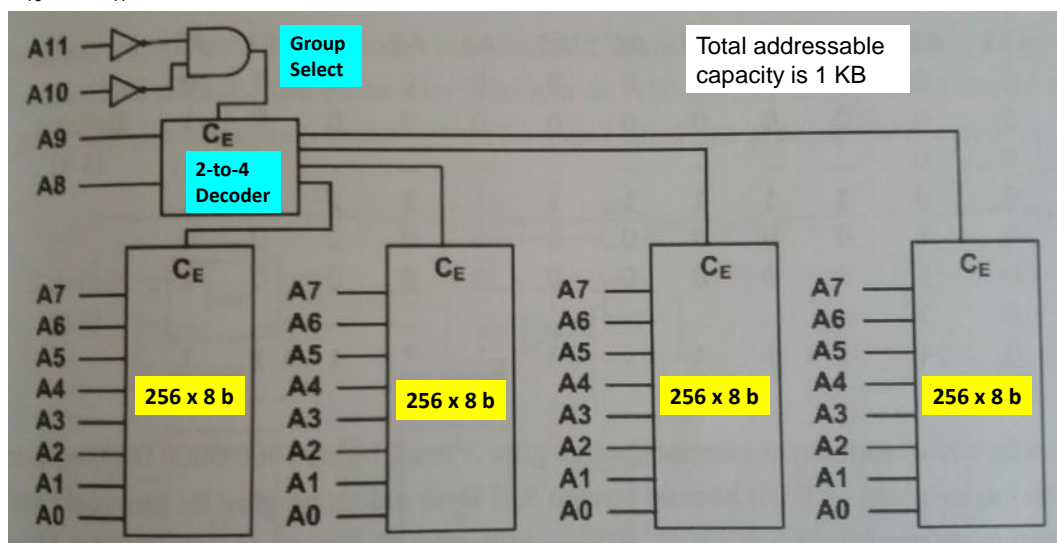 A11
Group
Select
Total addressable
capacity is 1 KB
A10
A9
CE
A8
2-to-4
Decoder
CE
A7
A6
A5
A4
A3
A2
A1
A0
256 x 8 b
CE
A7
A6
A5
A4
A3
A2
A1
A0
256 x 8 b
CE
A7
A6
A5
A4
A3
A2
A1
A0
256 x 8 b
CE
A7
A6
A5
A4
A3
A2
A1
A0
256 x 8 b